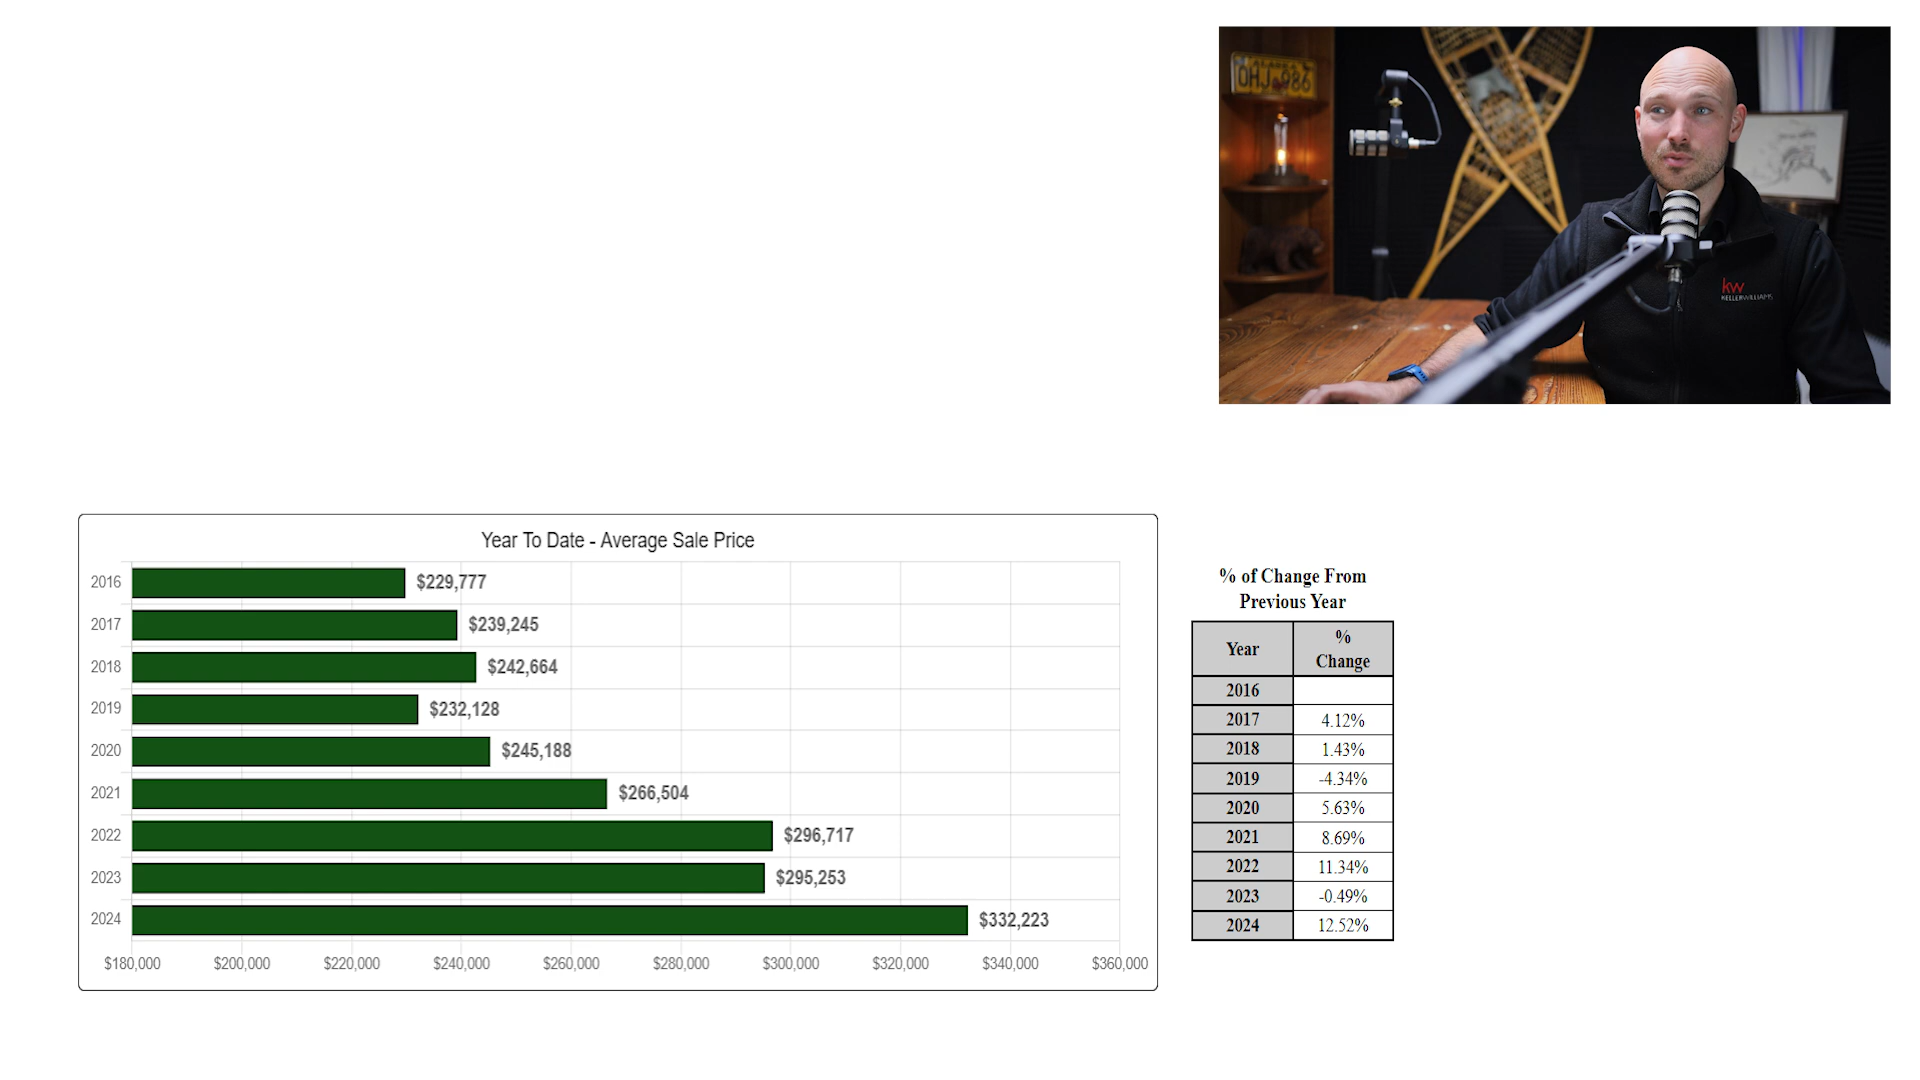 ALASKA
OHJ 986
kw
KELLERWILLIAMS
Year To Date - Average Sale Price
2016 $229,777
2017 $239,245
2018 $242,664
2019 $232,128
2020 $245,188
2021 $266,504
2022 $296,717
2023 $295,253
2024 $332,223
$180,000 $200,000 $220,000 $240,000 $260,000 $280,000 $300,000 $320,000 $340,000 $360,000
% of Change From
Previous Year
Year % Change
2016
2017 4.12%
2018 1.43%
2019 -4.34%
2020 5.63%
2021 8.69%
2022 11.34%
2023 -0.49%
2024 12.52%